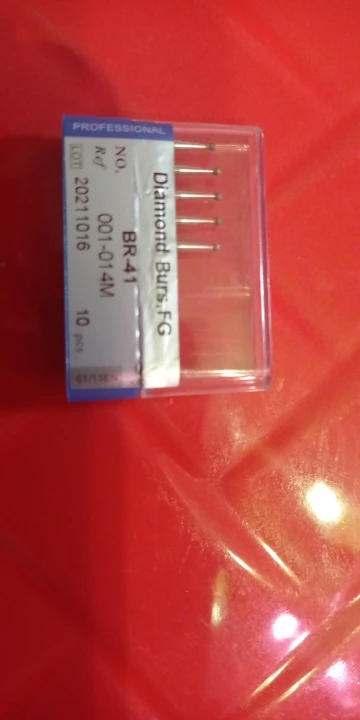 PROFESSIONAL
Diamond Burs,FG
NO. BR-41
Ref 001-014M
LOT 20211016 10 pcs